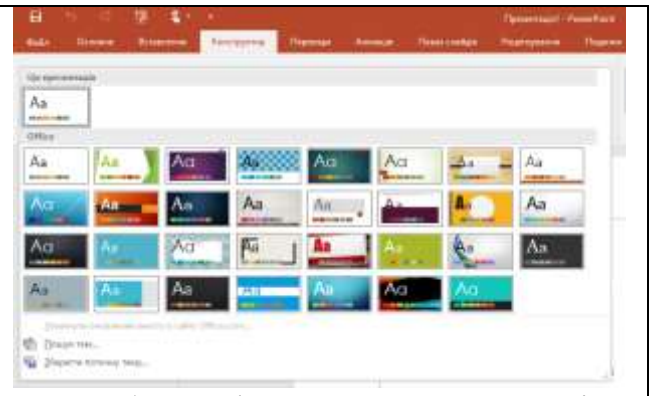 Презентація1 - PowerPoint
Файл Основне Вставлення Конструктор Переходи Анімація Показ слайдів Рецензування Подання
Ця презентація
Aa
Office
Aa Aa Aa Aa Aa Aa Aa Aa
Aa Aa Aa Aa Aa Aa Aa Aa
Aa Aa Aa Aa Aa Aa Aa Aa
Aa Aa Aa Aa Aa Aa Aa
Пошук тем...
Зберегти поточну тему...